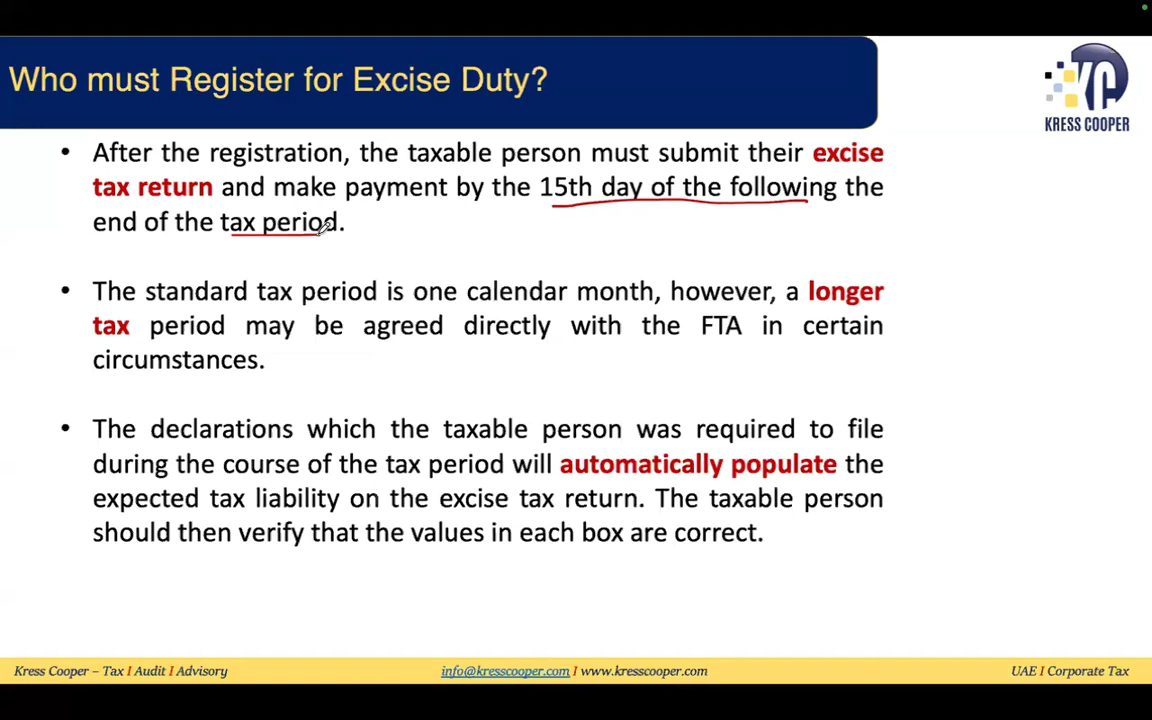 Who must Register for Excise Duty?
KC
KRESS COOPER
• After the registration, the taxable person must submit their excise
tax return and make payment by the 15th day of the following the
end of the tax period.
• The standard tax period is one calendar month, however, a longer
tax period may be agreed directly with the FTA in certain
circumstances.
• The declarations which the taxable person was required to file
during the course of the tax period will automatically populate the
expected tax liability on the excise tax return. The taxable person
should then verify that the values in each box are correct.
Kress Cooper – Tax I Audit I Advisory
info@kresscooper.com I www.kresscooper.com
UAE I Corporate Tax